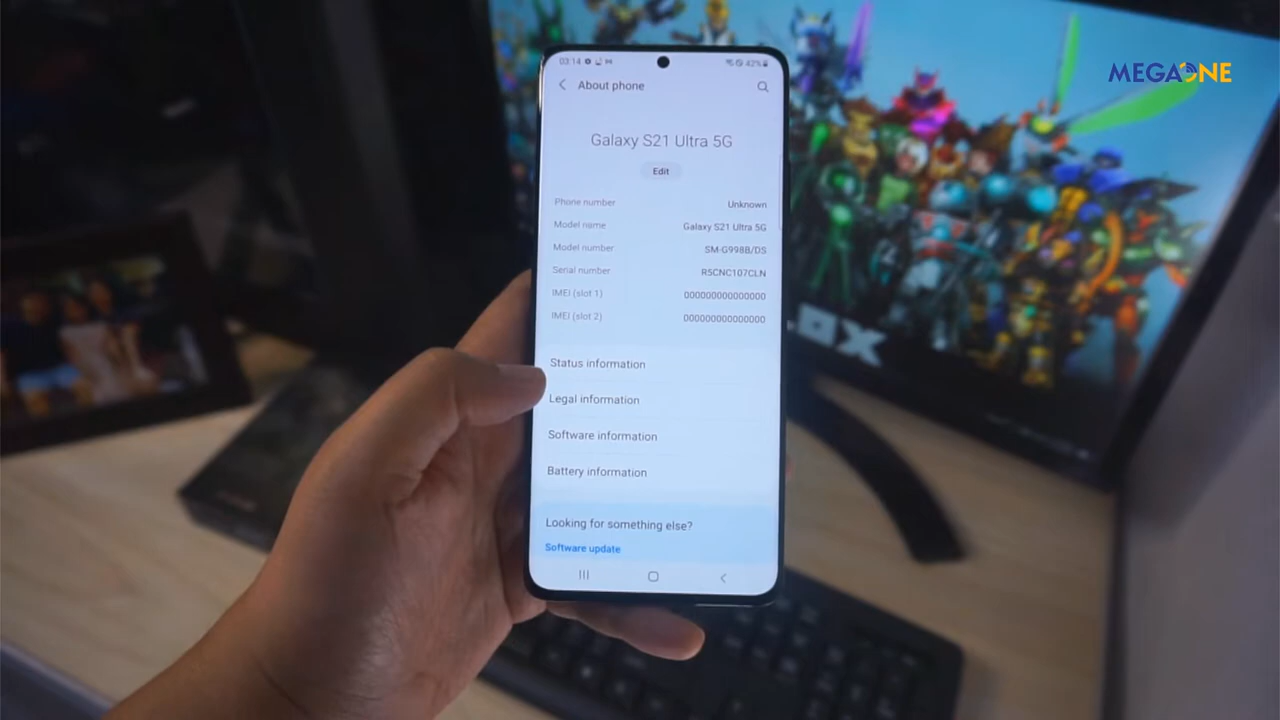 MEGAONE
03:14
42%
About phone
Galaxy S21 Ultra 5G
Edit
Phone number Unknown
Model name Galaxy S21 Ultra 5G
Model number SM-G998B/DS
Serial number R5CNC107CLN
IMEI (slot 1) 000000000000000
IMEI (slot 2) 000000000000000
Status information
Legal information
Software information
Battery information
Looking for something else?
Software update
OX